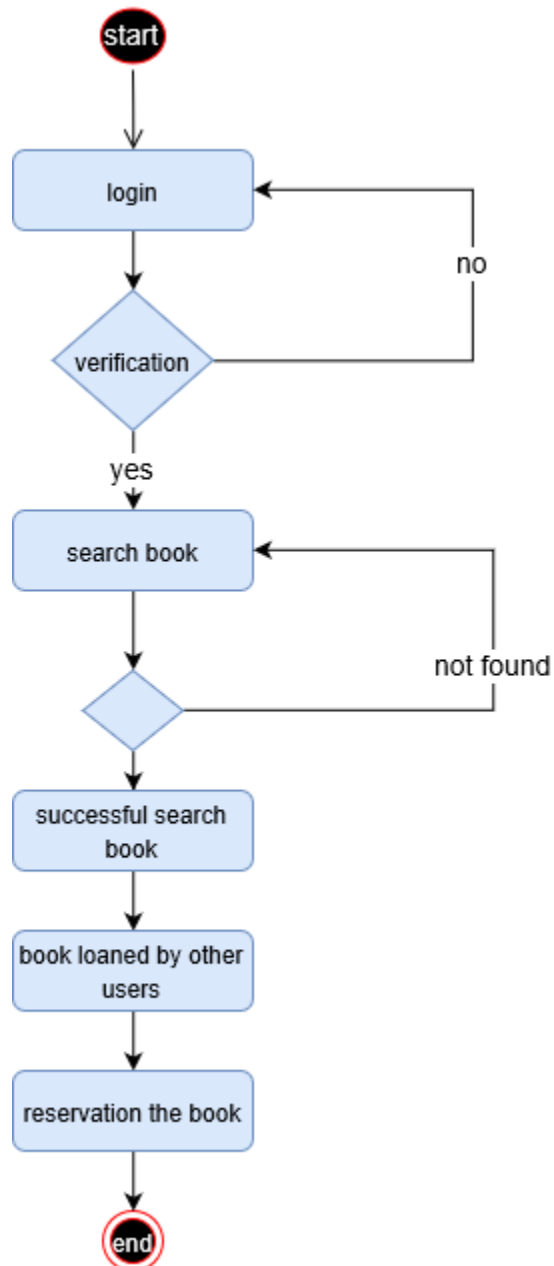 start
login
no
verification
yes
search book
not found
successful search
book
book loaned by other
users
reservation the book
end